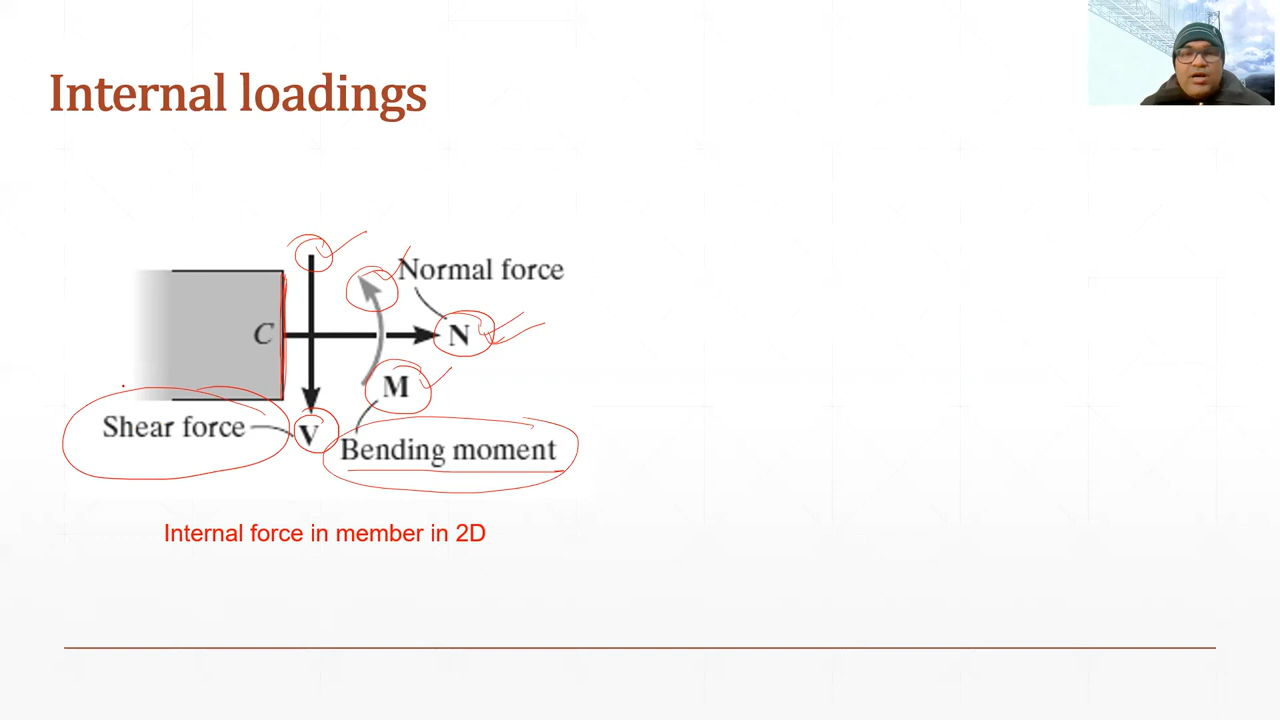 Internal loadings
Normal force
C
N
M
Shear force
V
Bending moment
Internal force in member in 2D